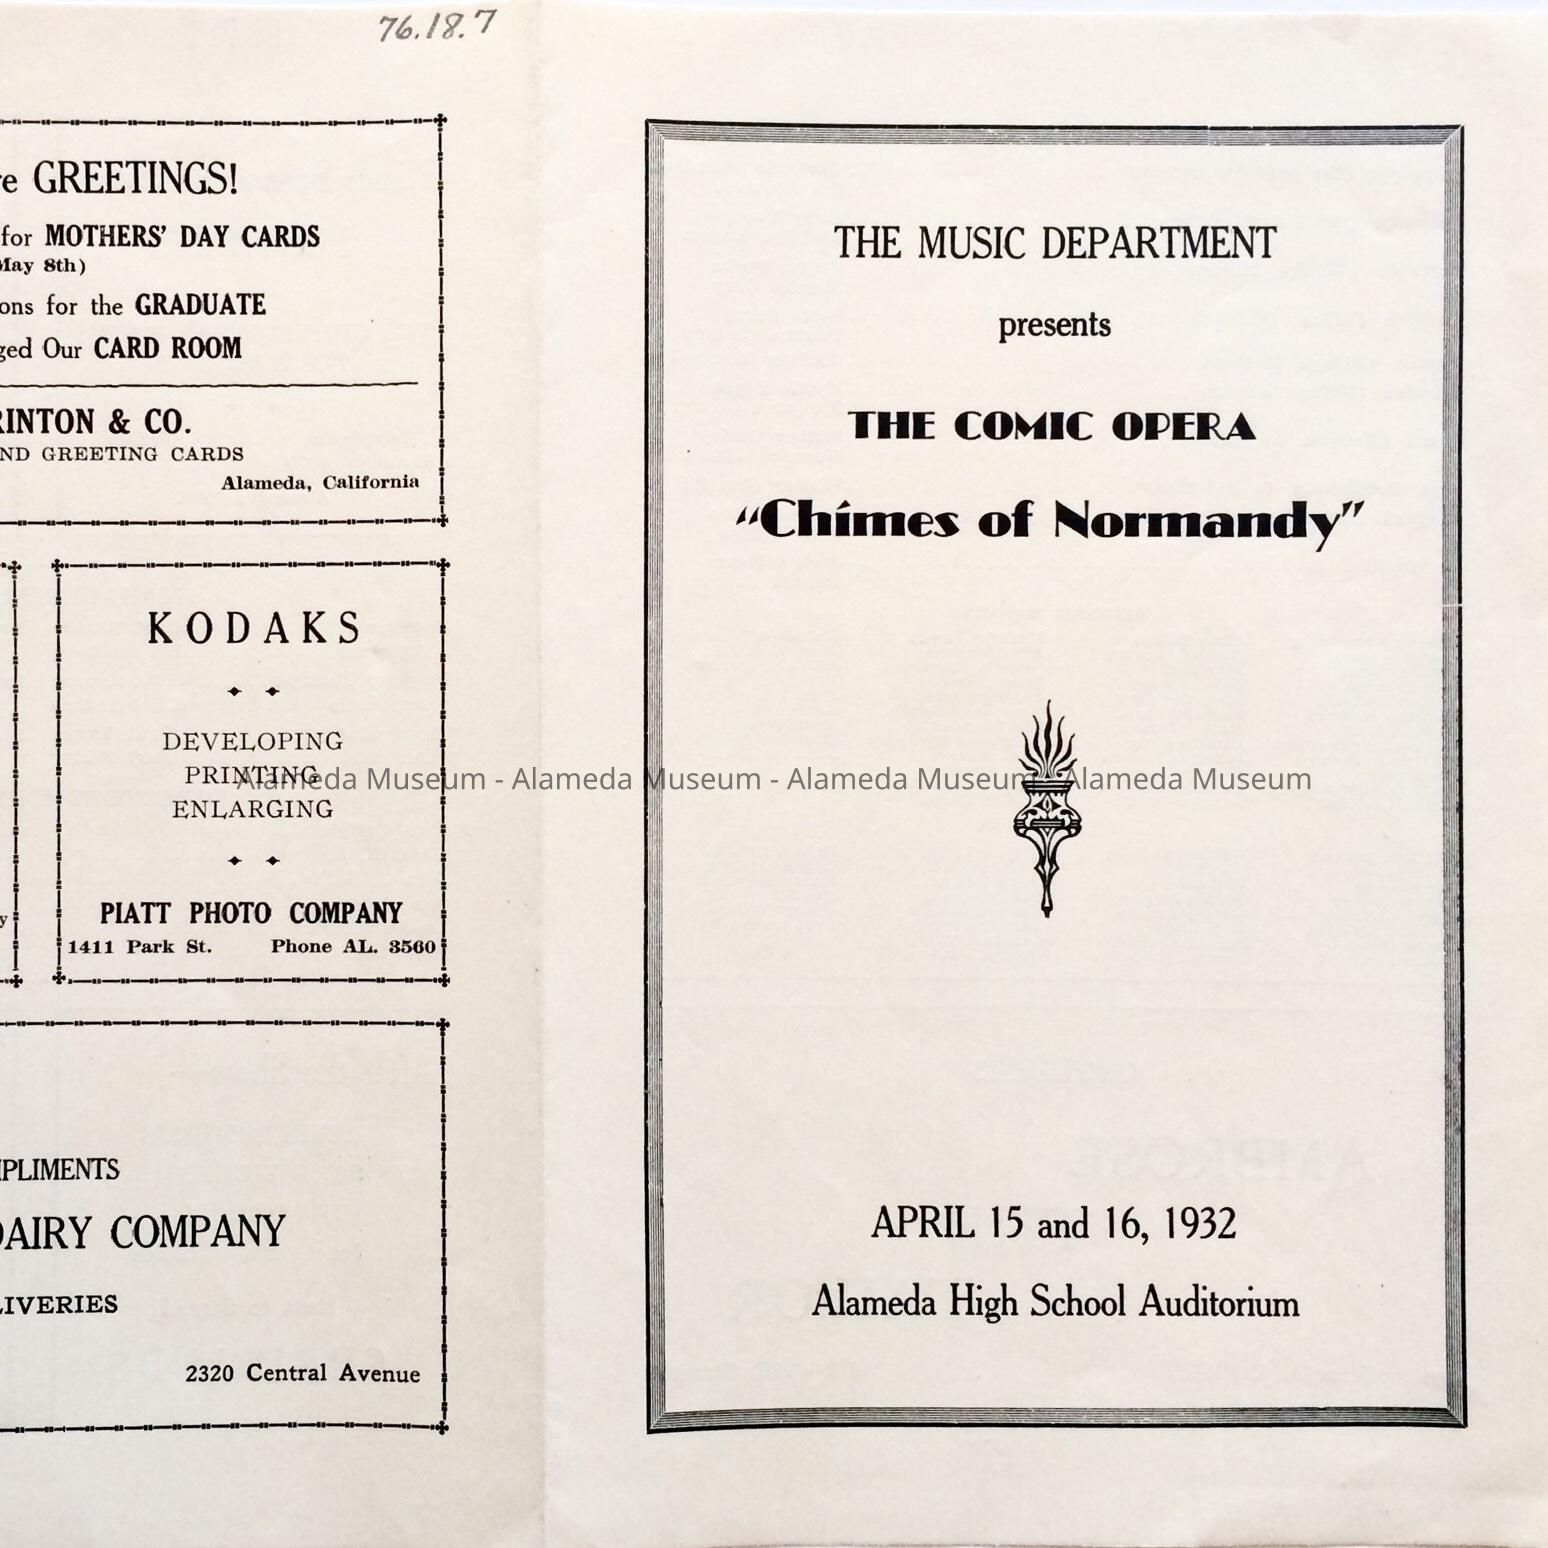 76.18.7
GREETINGS!
for MOTHERS' DAY CARDS
May 8th)
ons for the GRADUATE
ged Our CARD ROOM
RINTON & CO.
ND GREETING CARDS
Alameda, California
KODAKS
DEVELOPING
PRINTING
ENLARGING
PIATT PHOTO COMPANY
1411 Park St. Phone AL. 3560
MPLIMENTS
DAIRY COMPANY
LIVERIES
2320 Central Avenue
THE MUSIC DEPARTMENT
presents
THE COMIC OPERA
“Chimes of Normandy”
APRIL 15 and 16, 1932
Alameda High School Auditorium
Alameda Museum - Alameda Museum - Alameda Museum - Alameda Museum